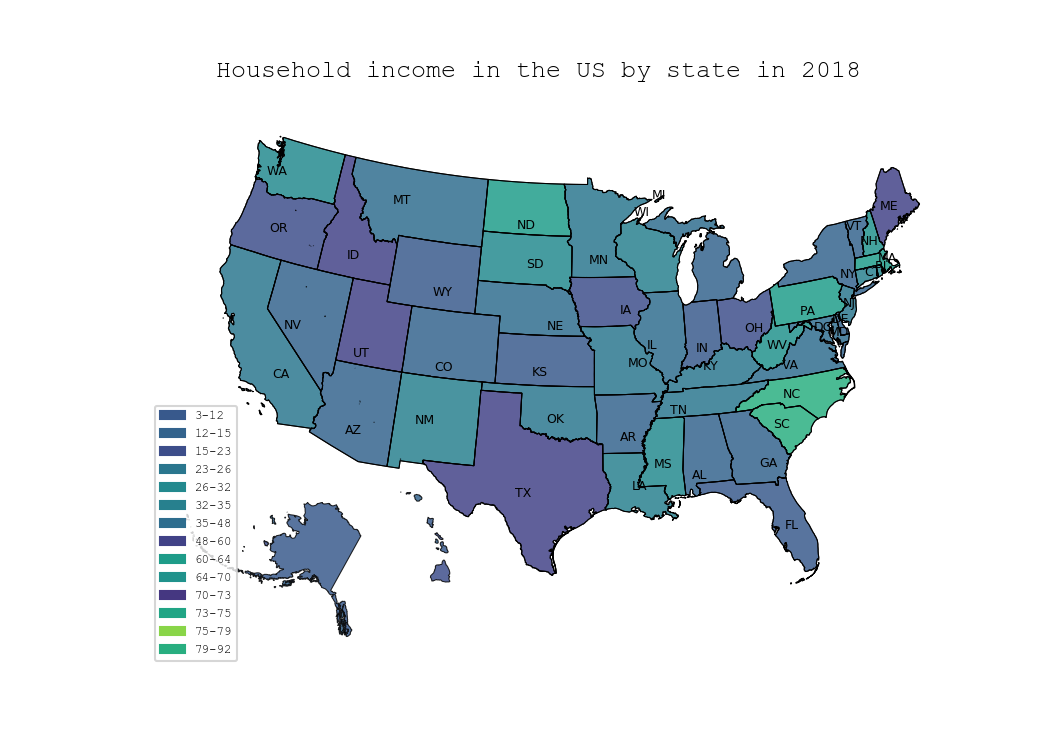 Household income in the US by state in 2018
MI
WA
WI
MT
ME
OR
ND
VT
NH
ID
SD
MN
MA
RI
CT
NY
WY
IA
PA
NJ
NV
NE
OH
DC
DE
MD
UT
IL
IN
WV
CO
MO
KY
VA
CA
KS
NM
OK
TN
NC
AZ
AR
SC
MS
GA
AL
TX
LA
FL
3-12
12-15
15-23
23-26
26-32
32-35
35-48
48-60
60-64
64-70
70-73
73-75
75-79
79-92